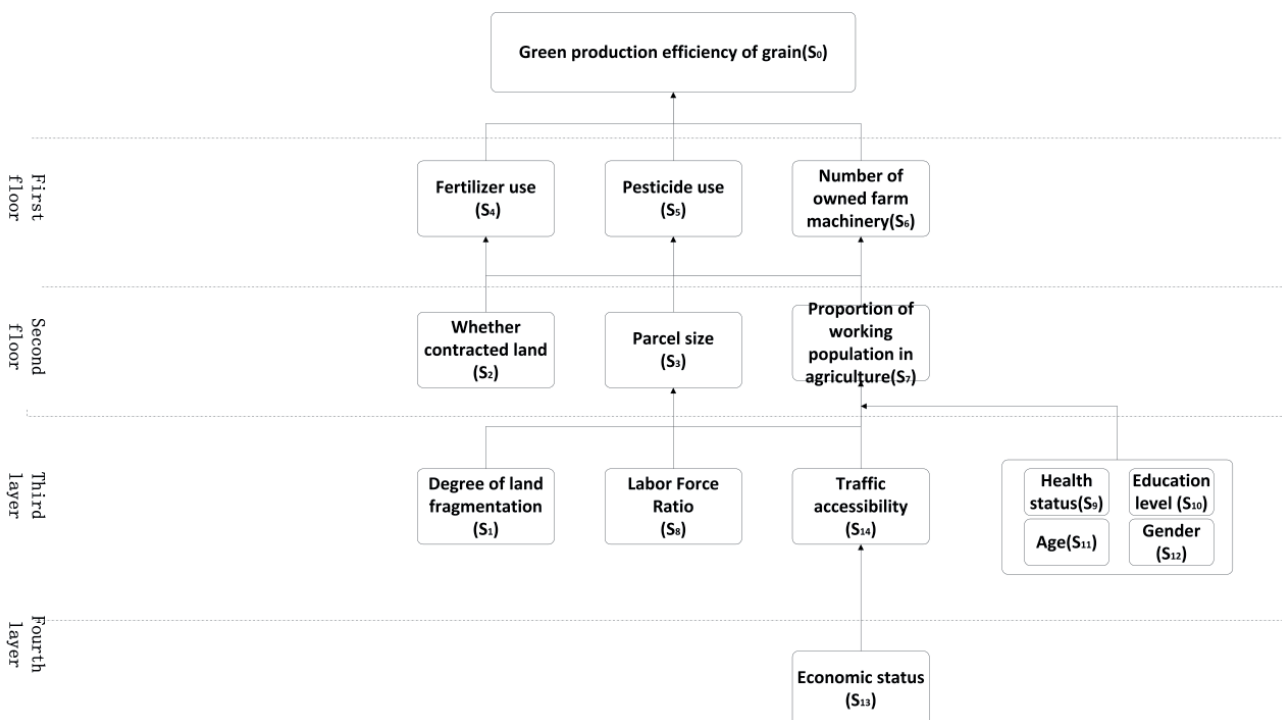 Green production efficiency of grain(S₀)
First
floor
Fertilizer use
(S₄)
Pesticide use
(S₅)
Number of
owned farm
machinery(S₆)
Second
floor
Whether
contracted land
(S₂)
Parcel size
(S₃)
Proportion of
working
population in
agriculture(S₇)
Third
layer
Degree of land
fragmentation
(S₁)
Labor Force
Ratio
(S₈)
Traffic
accessibility
(S₁₄)
Health
status(S₉)
Education
level (S₁₀)
Age(S₁₁)
Gender
(S₁₂)
Fourth
layer
Economic status
(S₁₃)